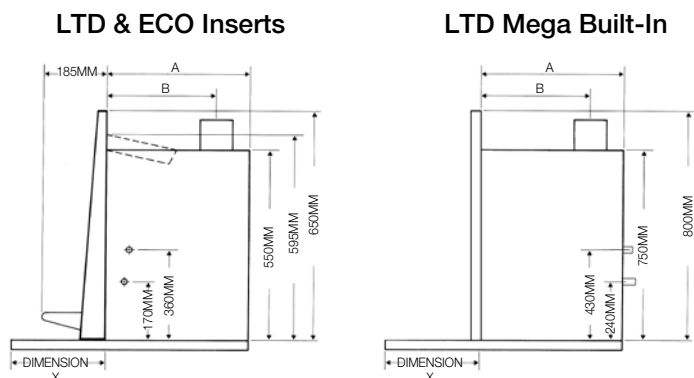 LTD & ECO Inserts
185MM
A
B
550MM
595MM
650MM
360MM
170MM
DIMENSION
X
LTD Mega Built-In
A
B
750MM
800MM
430MM
240MM
DIMENSION
X